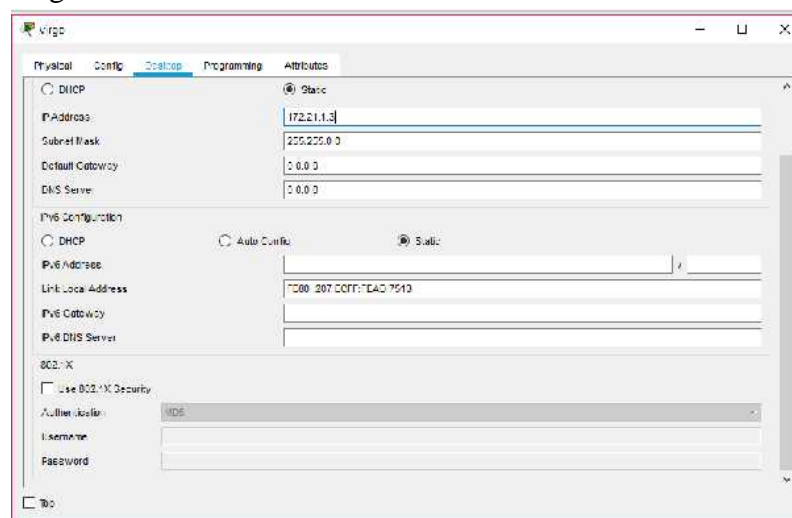 virgo
Physical Config Desktop Programming Attributes
DHCP Static
IP Address 172.21.1.3
Subnet Mask 255.255.0.0
Default Gateway 0.0.0.0
DNS Server 0.0.0.0
IPv6 Configuration
DHCP Auto Config Static
IPv6 Address /
Link Local Address
IPv6 Gateway
IPv6 DNS Server
802.1X
Use 802.1X Security
Authentication MD5
Username
Password
Top